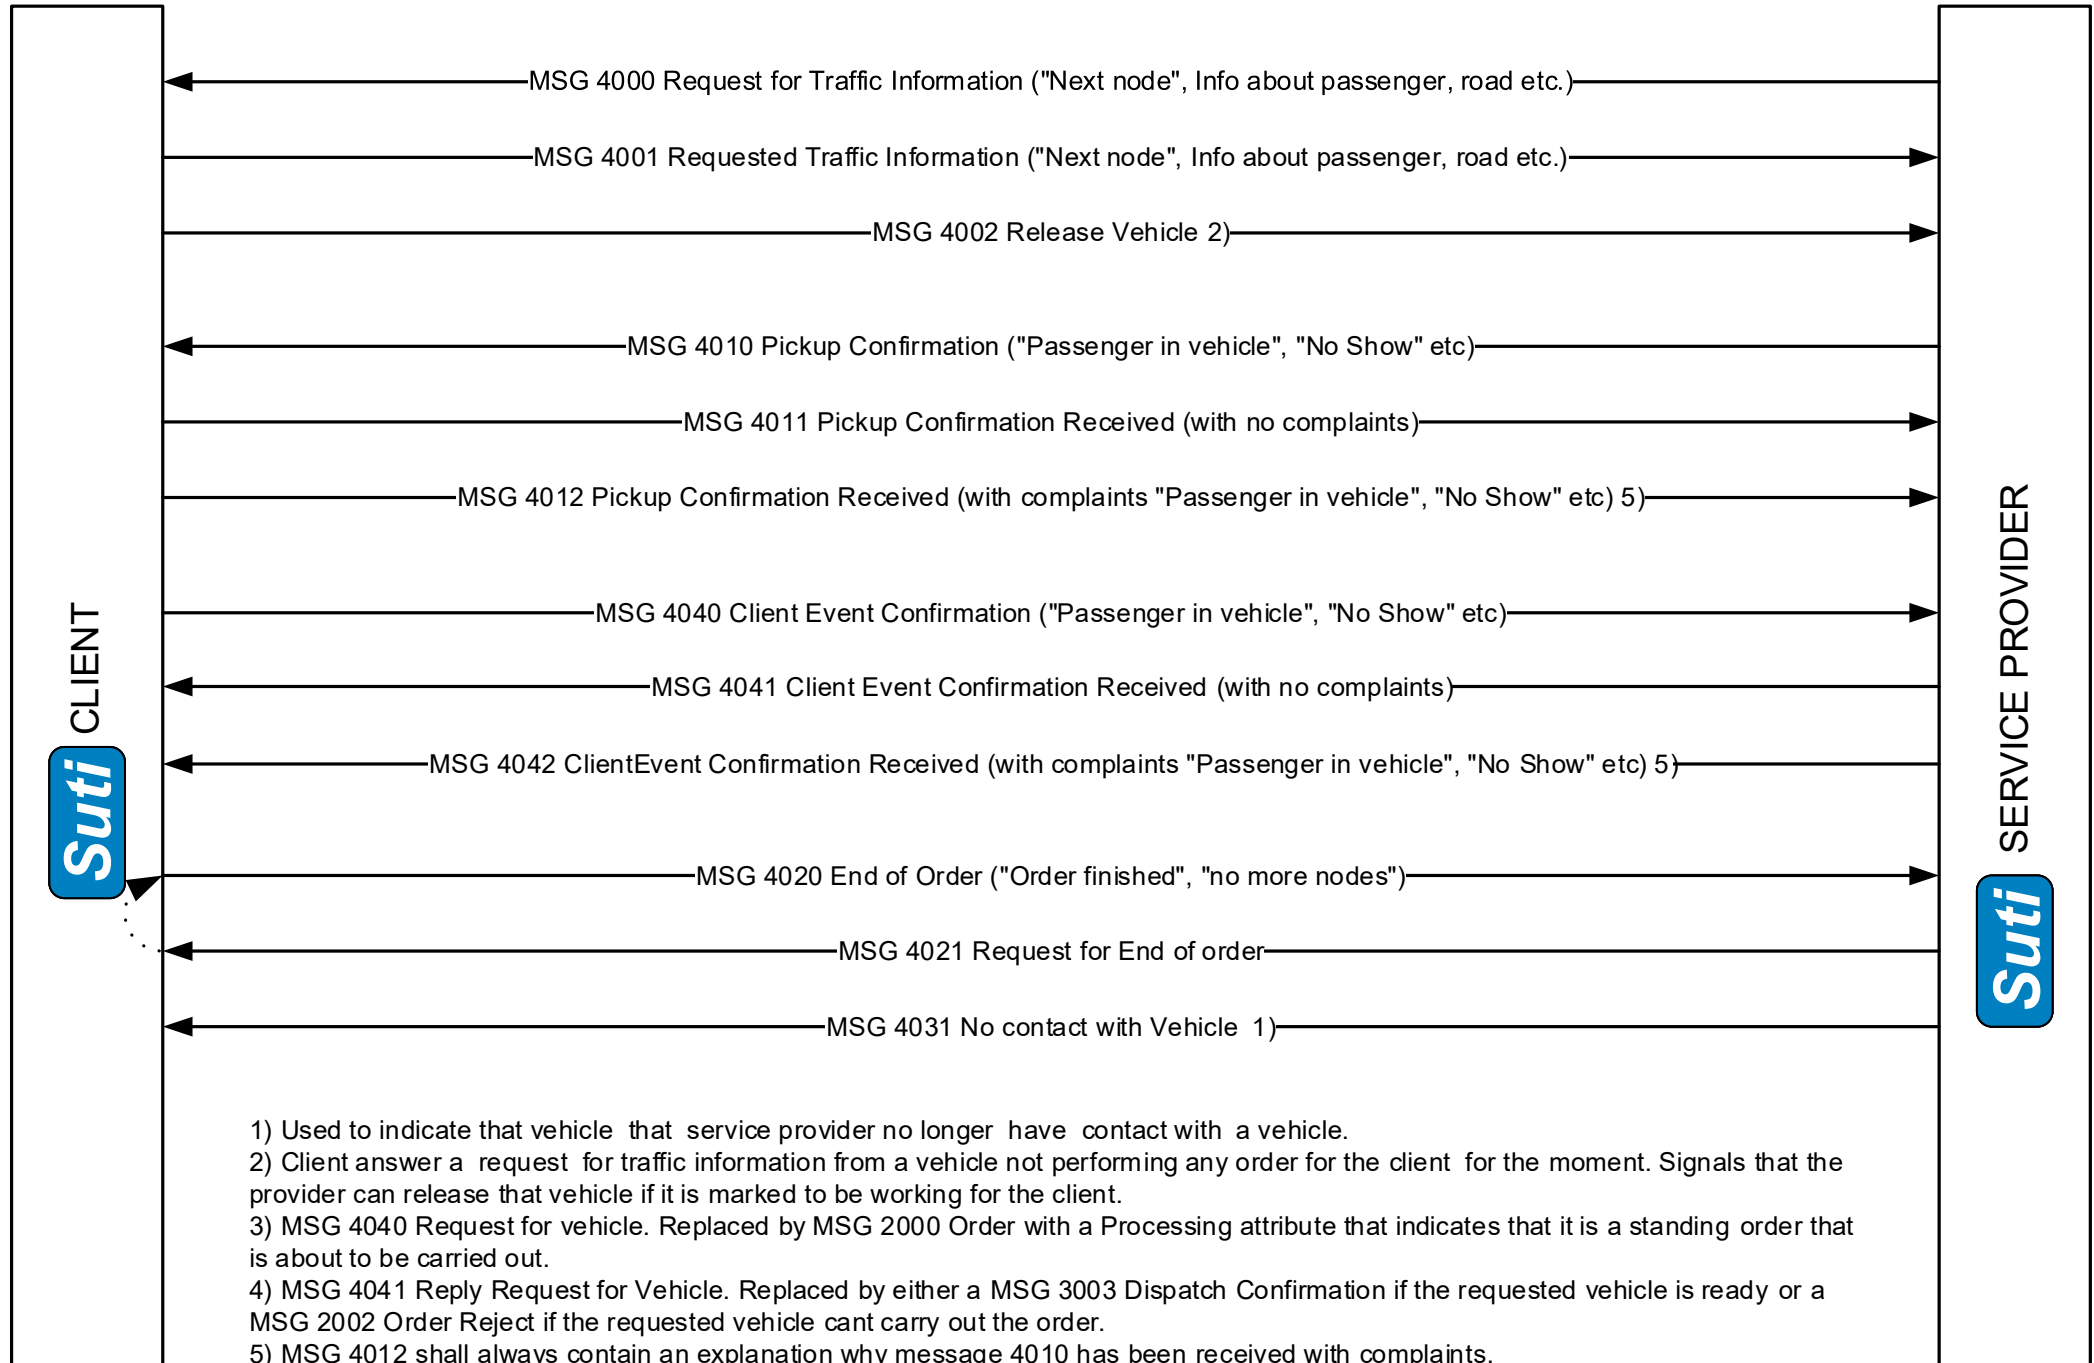 MSG 4000 Request for Traffic Information ("Next node", Info about passenger, road etc.)
MSG 4001 Requested Traffic Information ("Next node", Info about passenger, road etc.)
MSG 4002 Release Vehicle 2)
MSG 4010 Pickup Confirmation ("Passenger in vehicle", "No Show" etc)
MSG 4011 Pickup Confirmation Received (with no complaints)
MSG 4012 Pickup Confirmation Received (with complaints "Passenger in vehicle", "No Show" etc) 5)
MSG 4040 Client Event Confirmation ("Passenger in vehicle", "No Show" etc)
MSG 4041 Client Event Confirmation Received (with no complaints)
MSG 4042 ClientEvent Confirmation Received (with complaints "Passenger in vehicle", "No Show" etc) 5)
MSG 4020 End of Order ("Order finished", "no more nodes")
MSG 4021 Request for End of order
MSG 4031 No contact with Vehicle 1)
Suti CLIENT
Suti SERVICE PROVIDER
1) Used to indicate that vehicle that service provider no longer have contact with a vehicle.
2) Client answer a request for traffic information from a vehicle not performing any order for the client for the moment. Signals that the
provider can release that vehicle if it is marked to be working for the client.
3) MSG 4040 Request for vehicle. Replaced by MSG 2000 Order with a Processing attribute that indicates that it is a standing order that
is about to be carried out.
4) MSG 4041 Reply Request for Vehicle. Replaced by either a MSG 3003 Dispatch Confirmation if the requested vehicle is ready or a
MSG 2002 Order Reject if the requested vehicle cant carry out the order.
5) MSG 4012 shall always contain an explanation why message 4010 has been received with complaints.